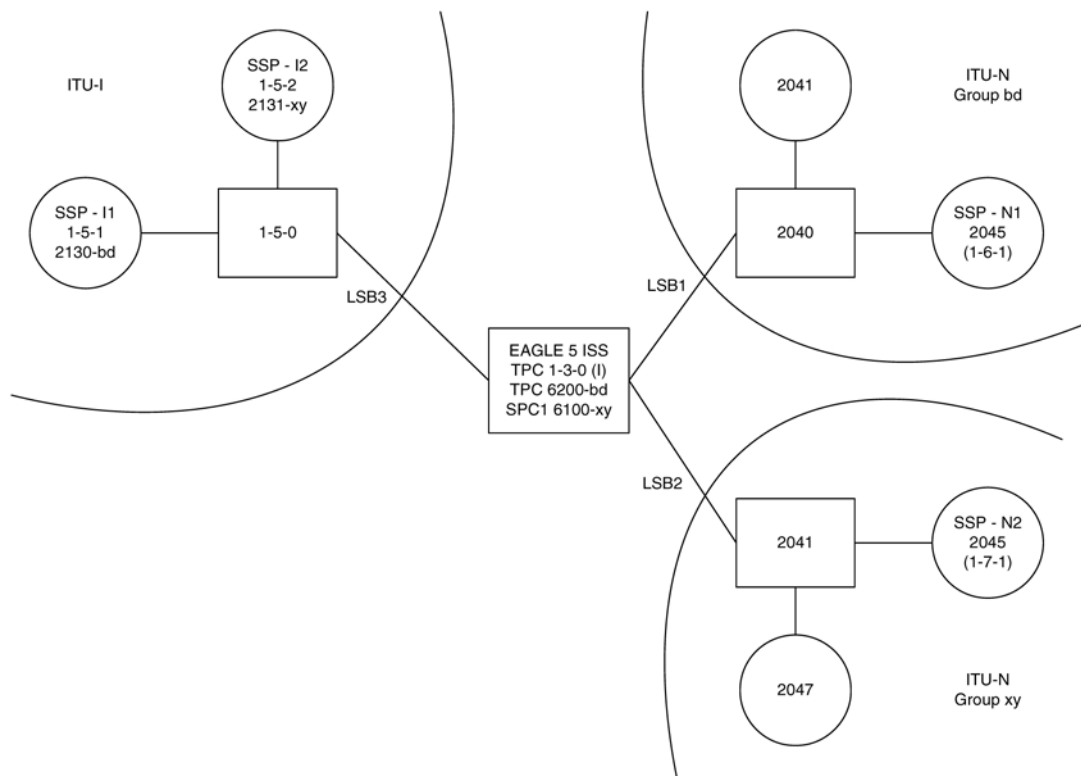 ITU-I
SSP - I2
1-5-2
2131-xy
SSP - I1
1-5-1
2130-bd
1-5-0
LSB3
2041
ITU-N
Group bd
2040
SSP - N1
2045
(1-6-1)
LSB1
EAGLE 5 ISS
TPC 1-3-0 (I)
TPC 6200-bd
SPC1 6100-xy
LSB2
2041
SSP - N2
2045
(1-7-1)
2047
ITU-N
Group xy